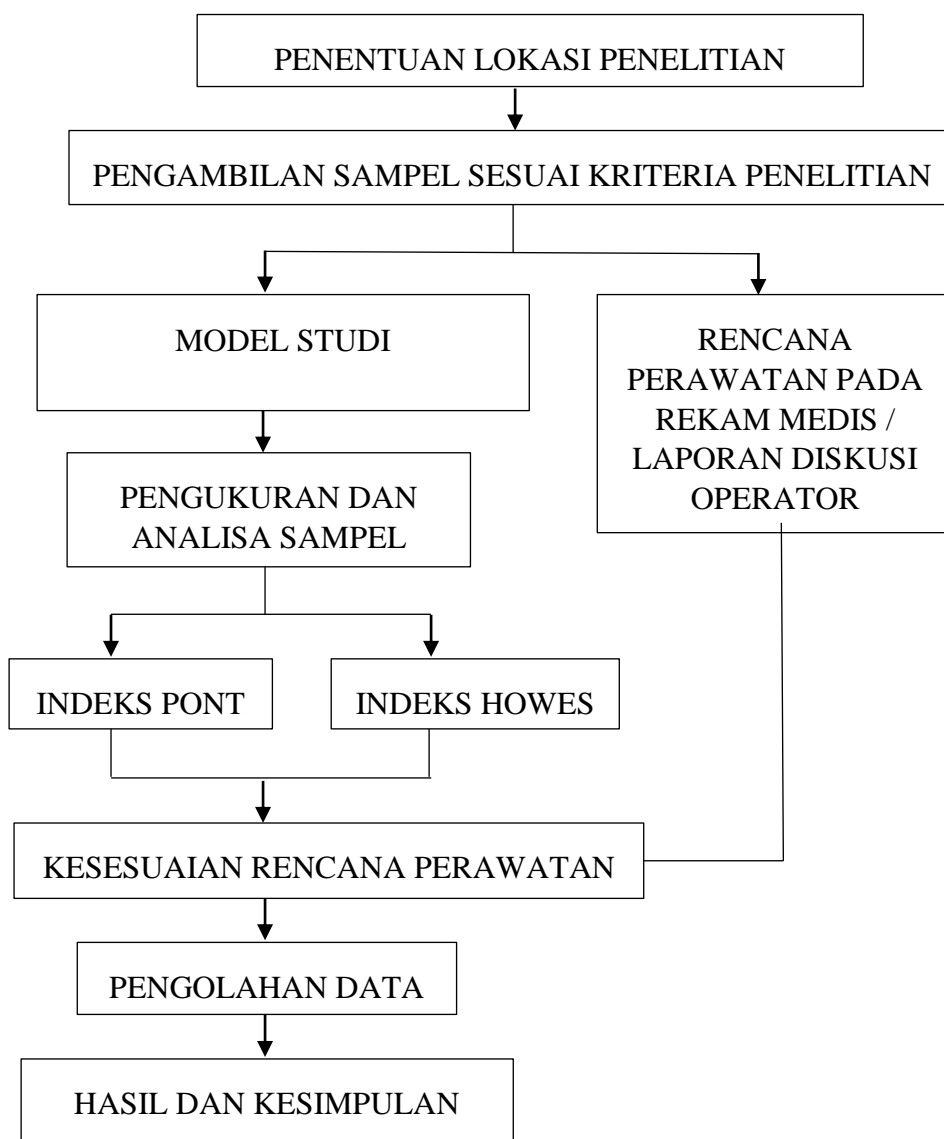 PENENTUAN LOKASI PENELITIAN
PENGAMBILAN SAMPEL SESUAI KRITERIA PENELITIAN
MODEL STUDI
RENCANA
PERAWATAN PADA
REKAM MEDIS /
LAPORAN DISKUSI
OPERATOR
PENGUKURAN DAN
ANALISA SAMPEL
INDEKS PONT
INDEKS HOWES
KESESUAIAN RENCANA PERAWATAN
PENGOLAHAN DATA
HASIL DAN KESIMPULAN